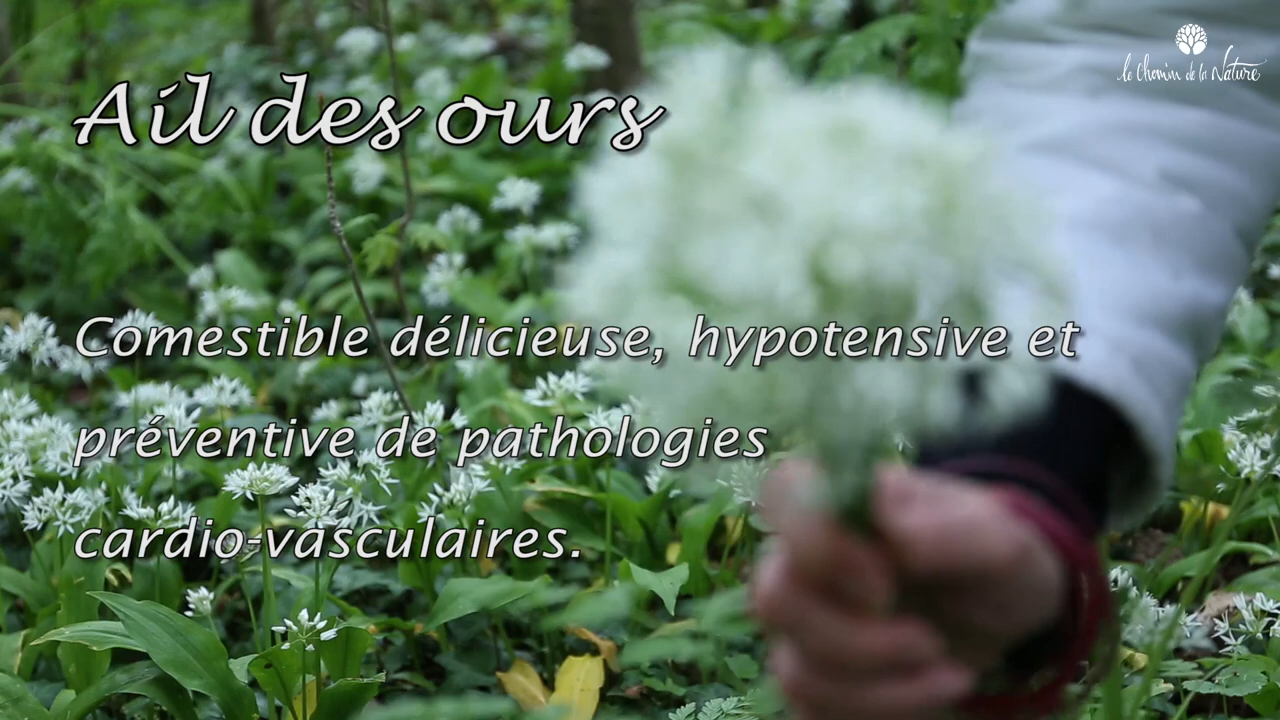 le Chemin de la Nature
Ail des ours
Comestible délicieuse, hypotensive et
préventive de pathologies
cardio-vasculaires.